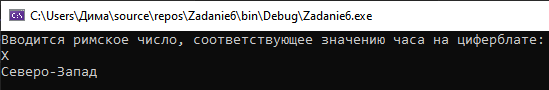 C:\Users\Дима\source\repos\Zadanie6\bin\Debug\Zadanie6.exe
Вводится римское число, соответствующее значению часа на циферблате:
X
Северо-Запад